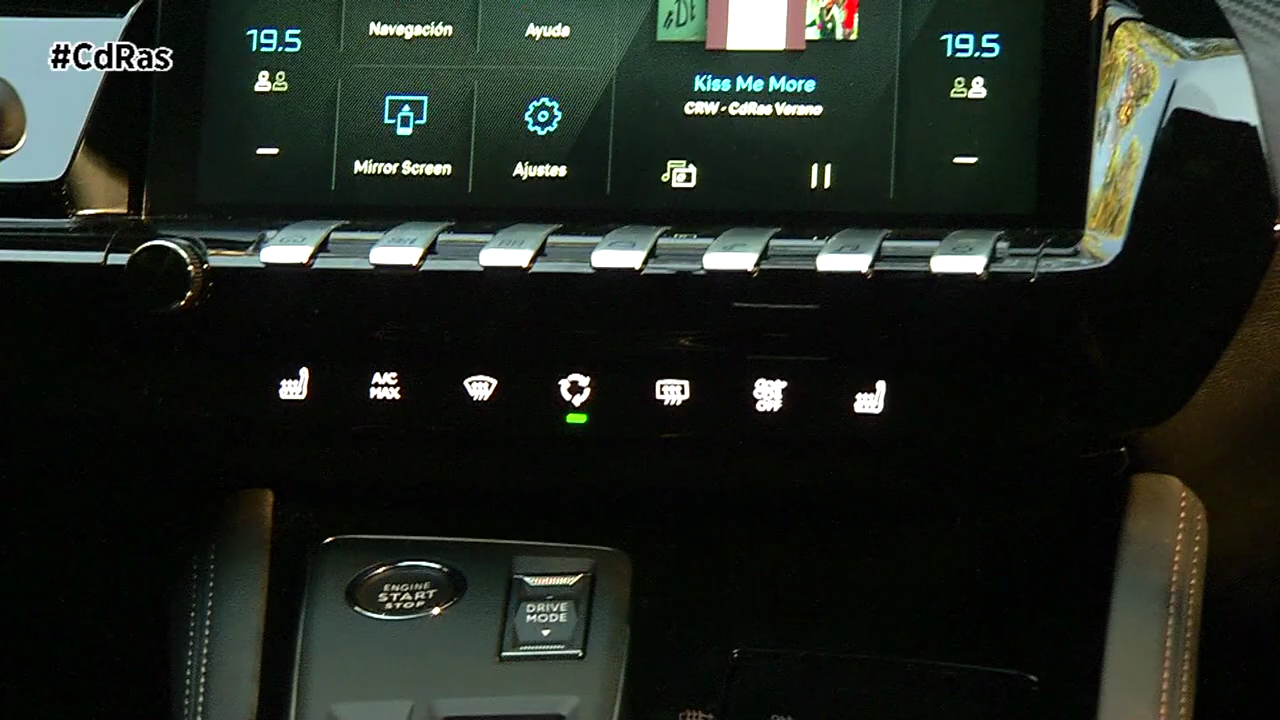 #CdRas
19.5
Navegación
Ayuda
19.5
Kiss Me More
CRW - CdRas Verano
Mirror Screen
Ajustes
A/C
MAX
OFF
ENGINE
START
STOP
DRIVE
MODE